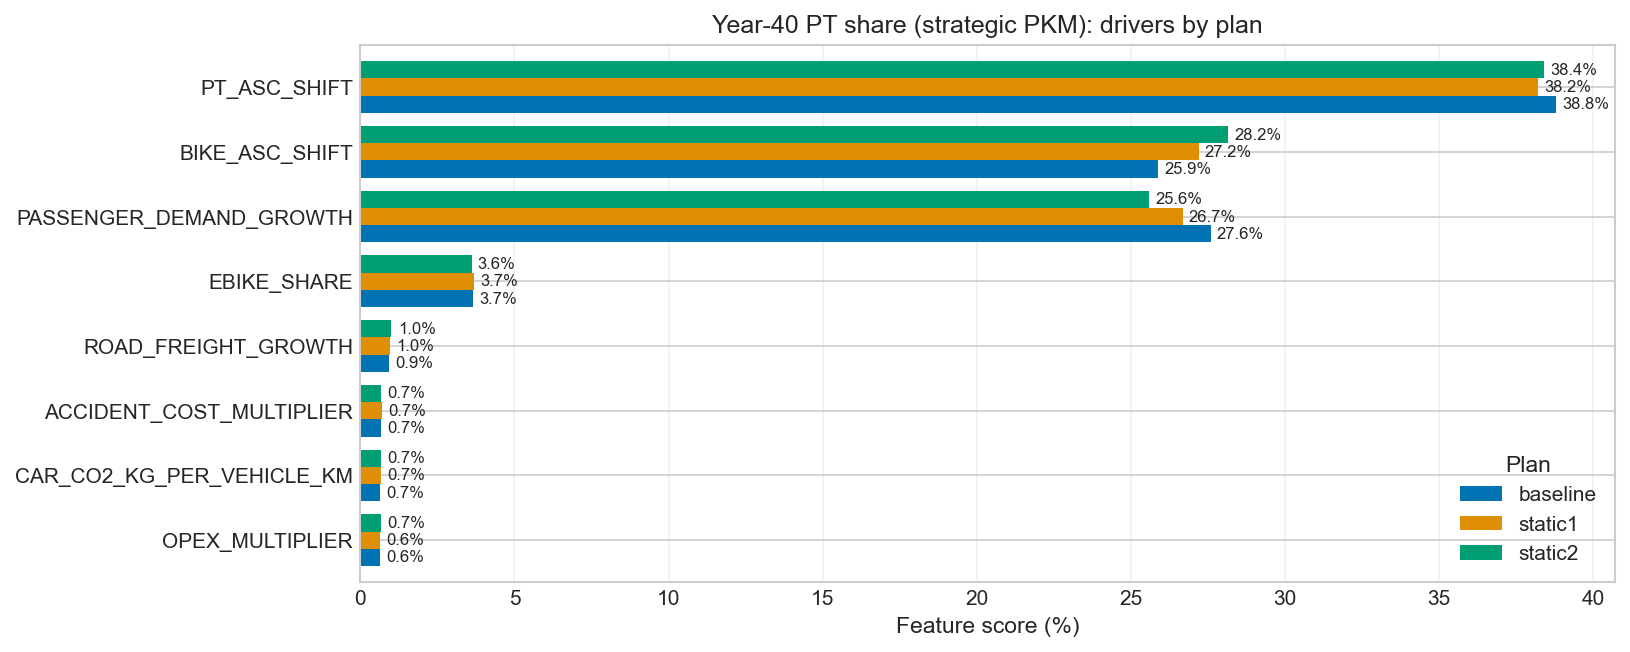 Year-40 PT share (strategic PKM): drivers by plan
PT_ASC_SHIFT
38.4%
38.2%
38.8%
BIKE_ASC_SHIFT
28.2%
27.2%
25.9%
PASSENGER_DEMAND_GROWTH
25.6%
26.7%
27.6%
EBIKE_SHARE
3.6%
3.7%
3.7%
ROAD_FREIGHT_GROWTH
1.0%
1.0%
0.9%
ACCIDENT_COST_MULTIPLIER
0.7%
0.7%
0.7%
CAR_CO2_KG_PER_VEHICLE_KM
0.7%
0.7%
0.7%
OPEX_MULTIPLIER
0.7%
0.6%
0.6%
Plan
baseline
static1
static2
0 5 10 15 20 25 30 35 40
Feature score (%)